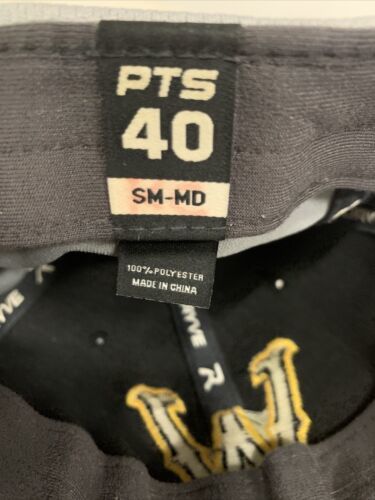 PTS
40
SM-MD
100% POLYESTER
MADE IN CHINA
R
W